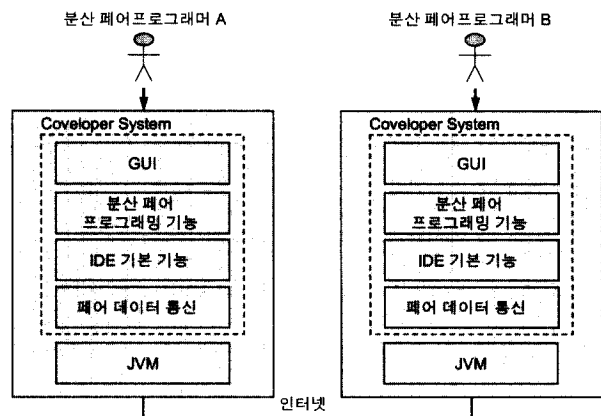 분산 페어프로그래머 A
분산 페어프로그래머 B
Coveloper System
GUI
분산 페어
프로그래밍 기능
IDE 기본 기능
페어 데이터 통신
JVM
Coveloper System
GUI
분산 페어
프로그래밍 기능
IDE 기본 기능
페어 데이터 통신
JVM
인터넷